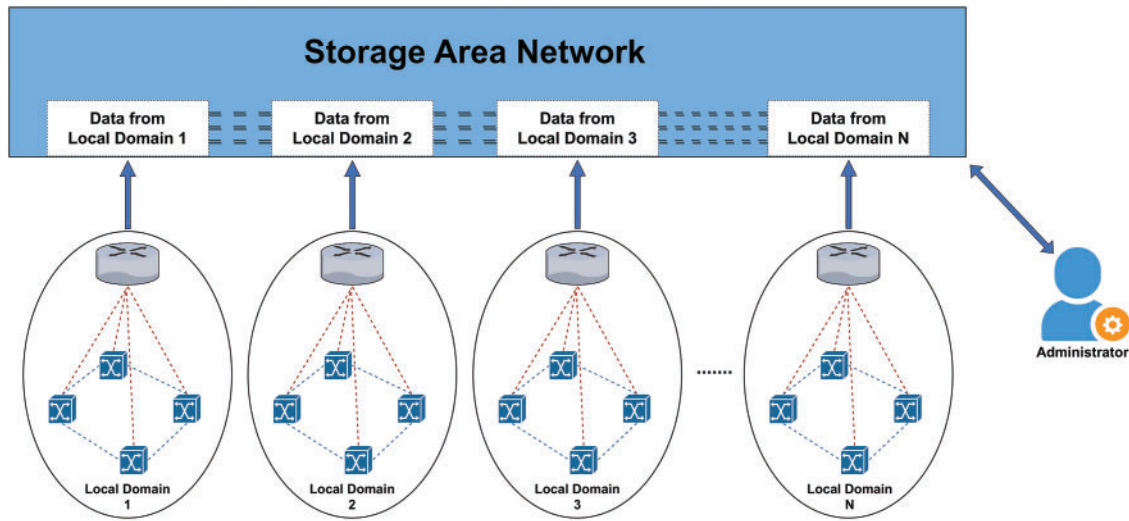 Storage Area Network
Data from
Local Domain 1
Data from
Local Domain 2
Data from
Local Domain 3
Data from
Local Domain N
Administrator
.......
Local Domain
1
Local Domain
2
Local Domain
3
Local Domain
N